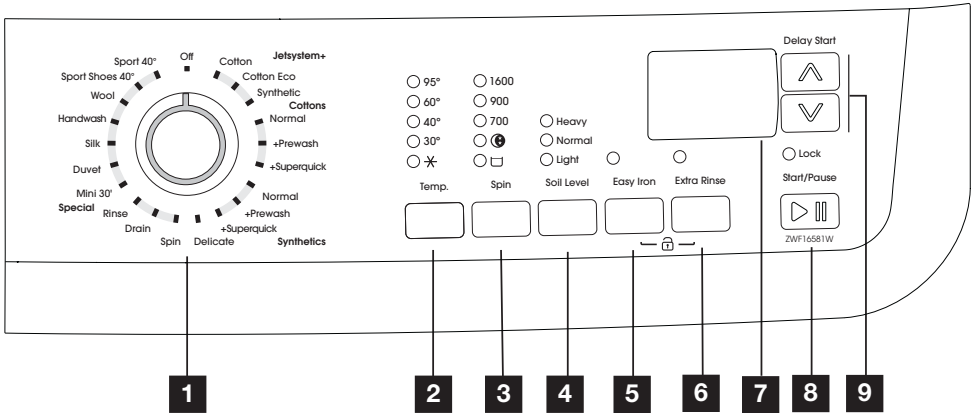 Off
Cotton
Jetsystem+
Cotton Eco
Synthetic
Cottons
Normal
+Prewash
+Superquick
Normal
+Prewash
+Superquick
Synthetics
Delicate
Spin
Drain
Rinse
Special
Mini 30'
Duvet
Silk
Handwash
Wool
Sport Shoes 40°
Sport 40°
95°
60°
40°
30°
Temp.
1600
900
700
Spin
Heavy
Normal
Light
Soil Level
Easy Iron
Extra Rinse
Delay Start
Lock
Start/Pause
ZWF16581W
1
2
3
4
5
6
7
8
9